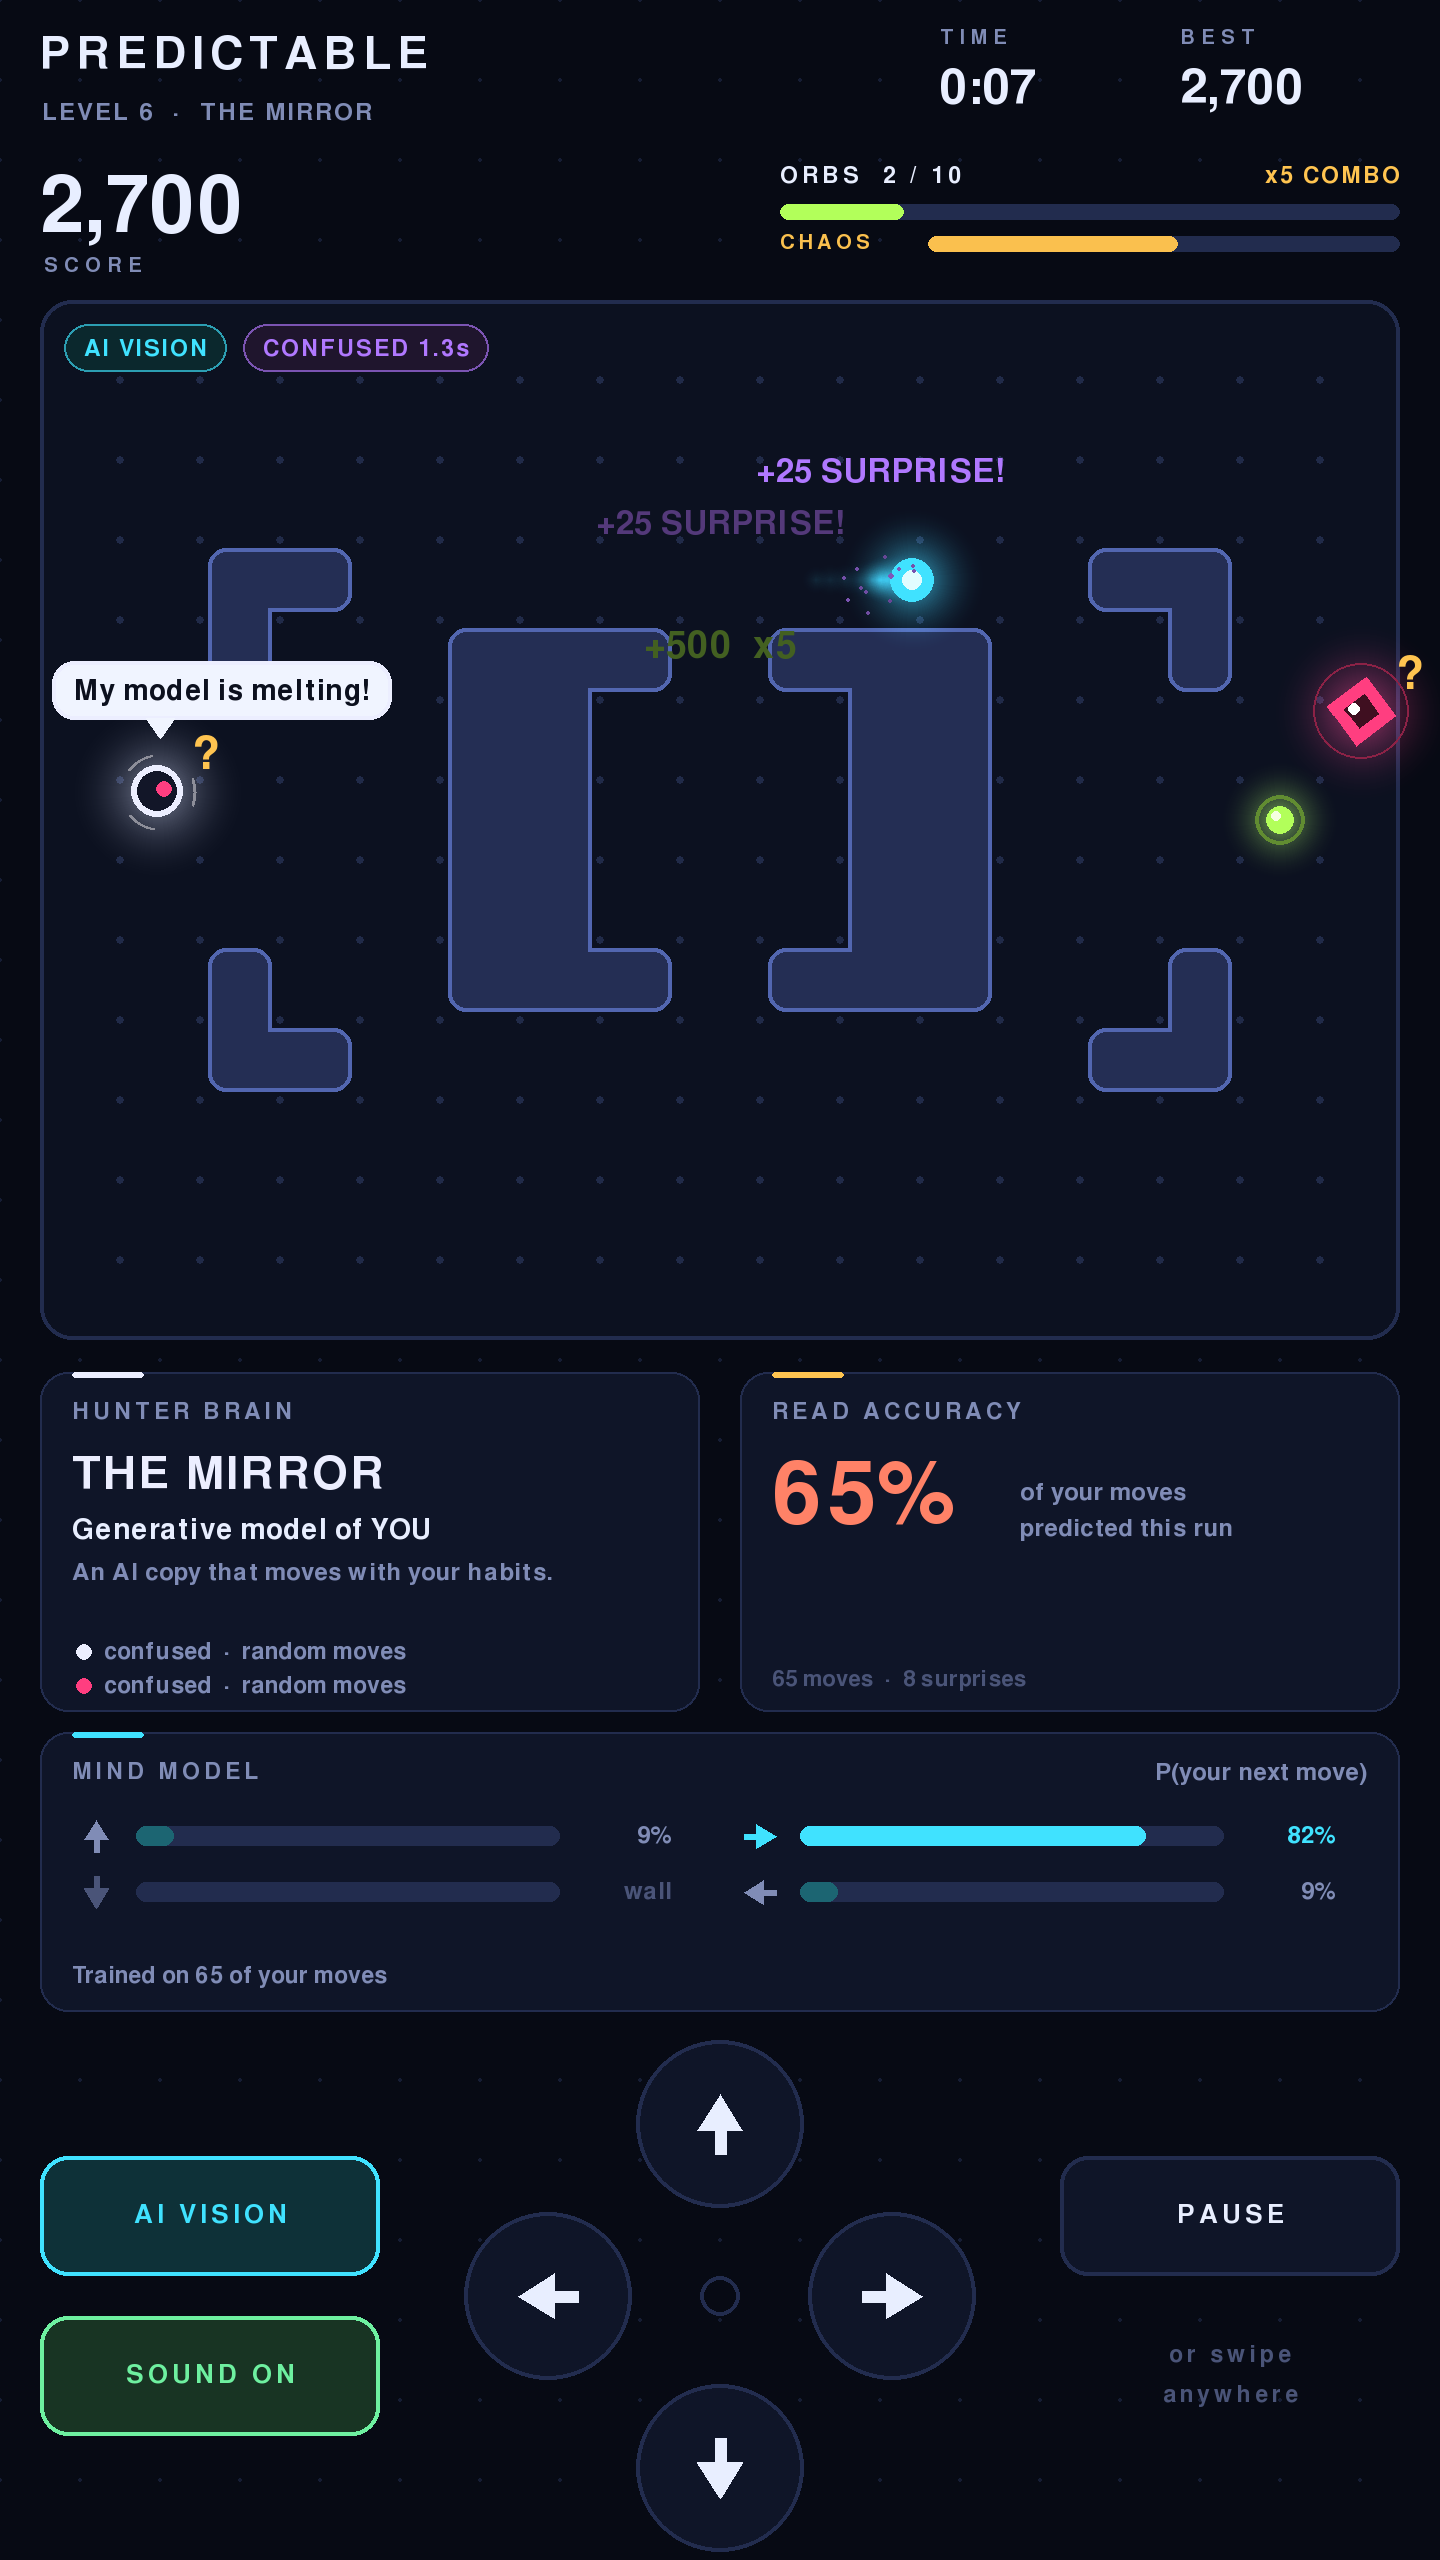 PREDICTABLE
LEVEL 6 · THE MIRROR
TIME
0:07
BEST
2,700
2,700
SCORE
ORBS 2 / 10
x5 COMBO
CHAOS
AI VISION
CONFUSED 1.3s
+25 SURPRISE!
+25 SURPRISE!
+500 x5
My model is melting!
?
?
HUNTER BRAIN
THE MIRROR
Generative model of YOU
An AI copy that moves with your habits.
confused · random moves
confused · random moves
READ ACCURACY
65%
of your moves
predicted this run
65 moves · 8 surprises
MIND MODEL
P(your next move)
9%
82%
wall
9%
Trained on 65 of your moves
AI VISION
SOUND ON
PAUSE
or swipe
anywhere